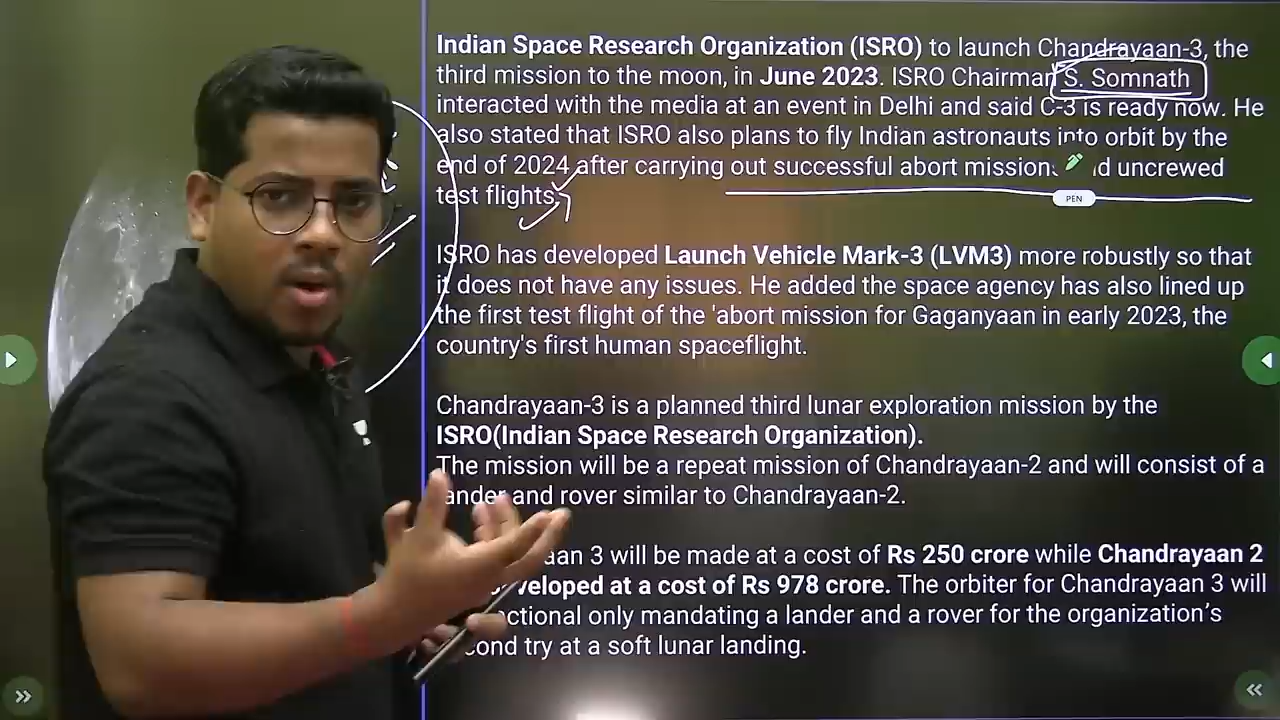 Indian Space Research Organization (ISRO) to launch Chandrayaan-3, the
third mission to the moon, in June 2023. ISRO Chairman S. Somnath
interacted with the media at an event in Delhi and said C-3 is ready now. He
also stated that ISRO also plans to fly Indian astronauts into orbit by the
end of 2024 after carrying out successful abort missions uncrewed
PEN
test flights.
ISRO has developed Launch Vehicle Mark-3 (LVM3) more robustly so that
it does not have any issues. He added the space agency has also lined up
the first test flight of the 'abort mission for Gaganyaan in early 2023, the
country's first human spaceflight.
Chandrayaan-3 is a planned third lunar exploration mission by the
ISRO(Indian Space Research Organization).
The mission will be a repeat mission of Chandrayaan-2 and will consist of a
lander and rover similar to Chandrayaan-2.
3 will be made at a cost of Rs 250 crore while Chandrayaan 2
at a cost of Rs 978 crore. The orbiter for Chandrayaan 3 will
only mandating a lander and a rover for the organization's
try at a soft lunar landing.